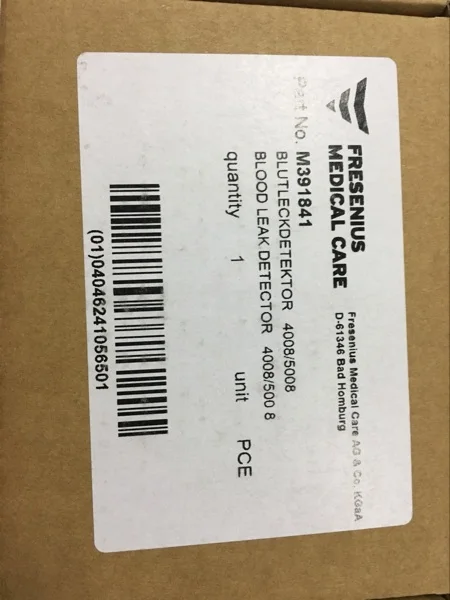 FRESENIUS
MEDICAL CARE
Fresenius Medical Care AG & Co. KGaA
D-61346 Bad Homburg
Part No. M391841
BLUTLECKDETEKTOR 4008/5008
BLOOD LEAK DETECTOR 4008/500 8
quantity 1 unit PCE
(01)04046241056501